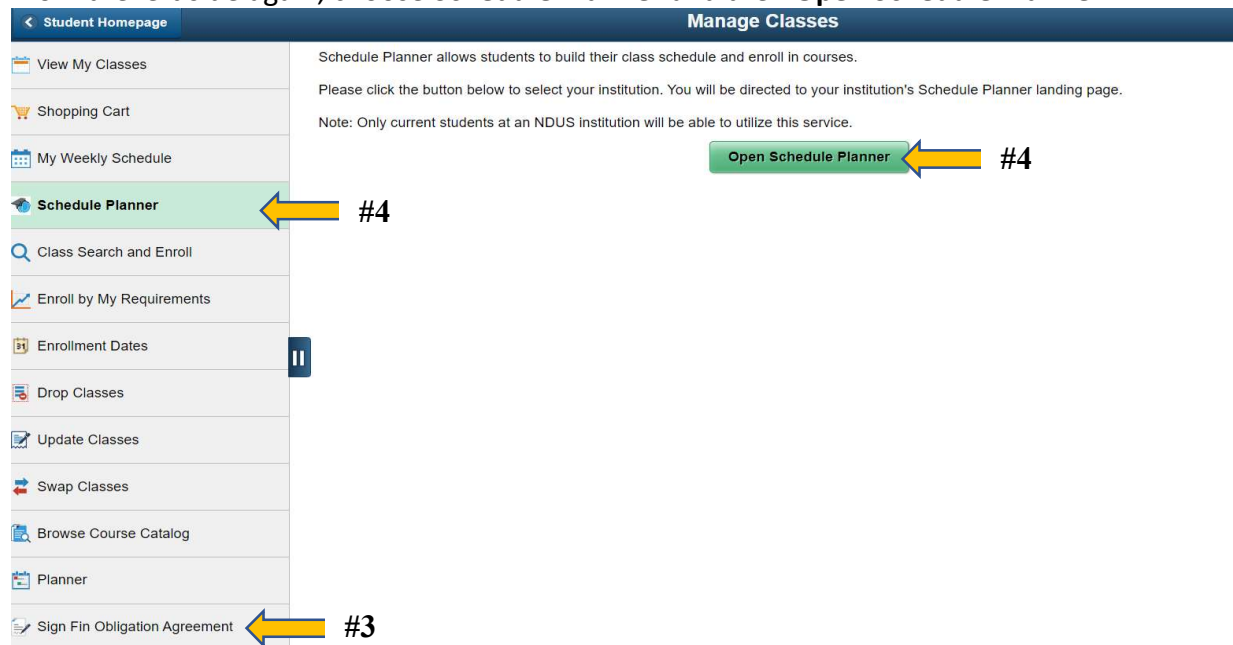 Student Homepage
Manage Classes
View My Classes
Shopping Cart
My Weekly Schedule
Schedule Planner
#4
Class Search and Enroll
Enroll by My Requirements
Enrollment Dates
Drop Classes
Update Classes
Swap Classes
Browse Course Catalog
Planner
Sign Fin Obligation Agreement
#3
Schedule Planner allows students to build their class schedule and enroll in courses.
Please click the button below to select your institution. You will be directed to your institution's Schedule Planner landing page.
Note: Only current students at an NDUS institution will be able to utilize this service.
Open Schedule Planner
#4